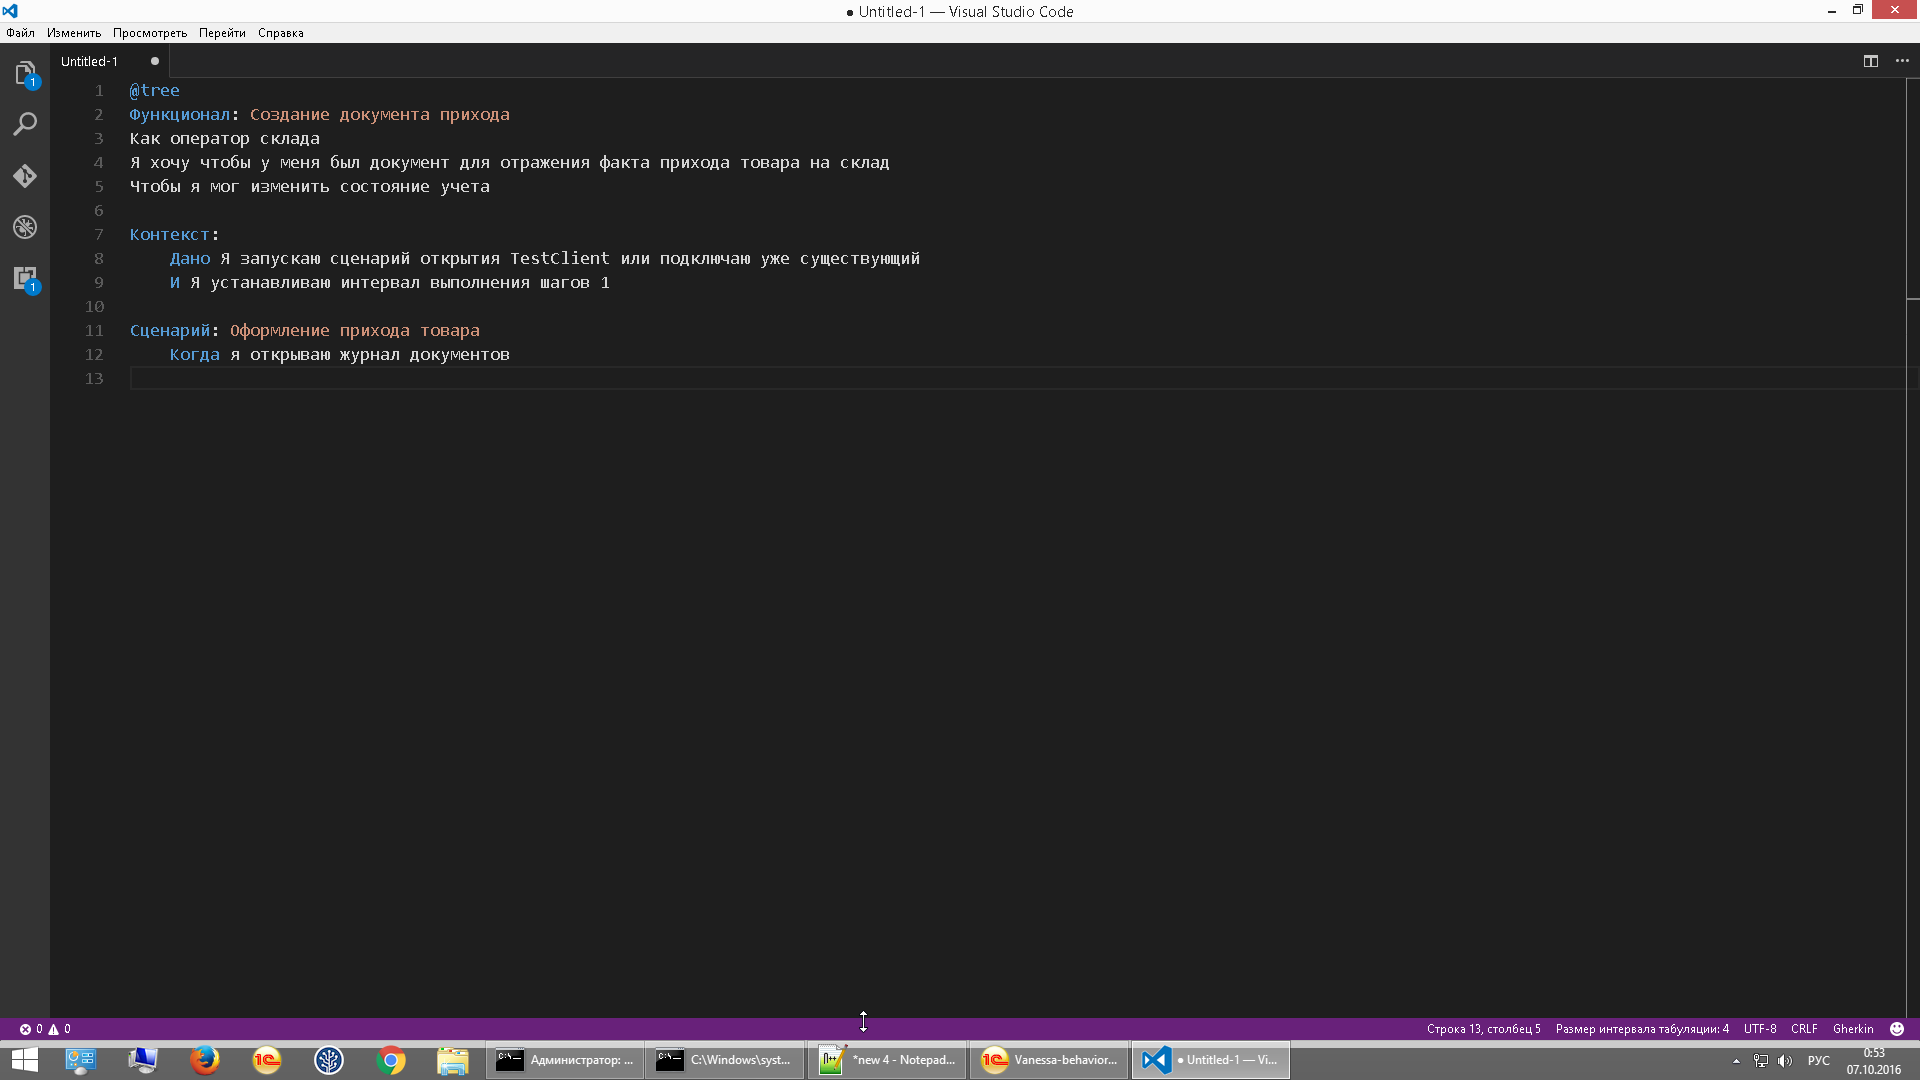 ● Untitled-1 — Visual Studio Code
Файл Изменить Просмотреть Перейти Справка
Untitled-1
1 @tree
2 Функционал: Создание документа прихода
3 Как оператор склада
4 Я хочу чтобы у меня был документ для отражения факта прихода товара на склад
5 Чтобы я мог изменить состояние учета
6
7 Контекст:
8 Дано Я запускаю сценарий открытия TestClient или подключаю уже существующий
9 И Я устанавливаю интервал выполнения шагов 1
10
11 Сценарий: Оформление прихода товара
12 Когда я открываю журнал документов
13
1
1
0 0
Строка 13, столбец 5 Размер интервала табуляции: 4 UTF-8 CRLF Gherkin
Администратор: ...
C:\Windows\syst...
*new 4 - Notepad...
Vanessa-behavior...
● Untitled-1 — Vi...
РУС
0:53
07.10.2016